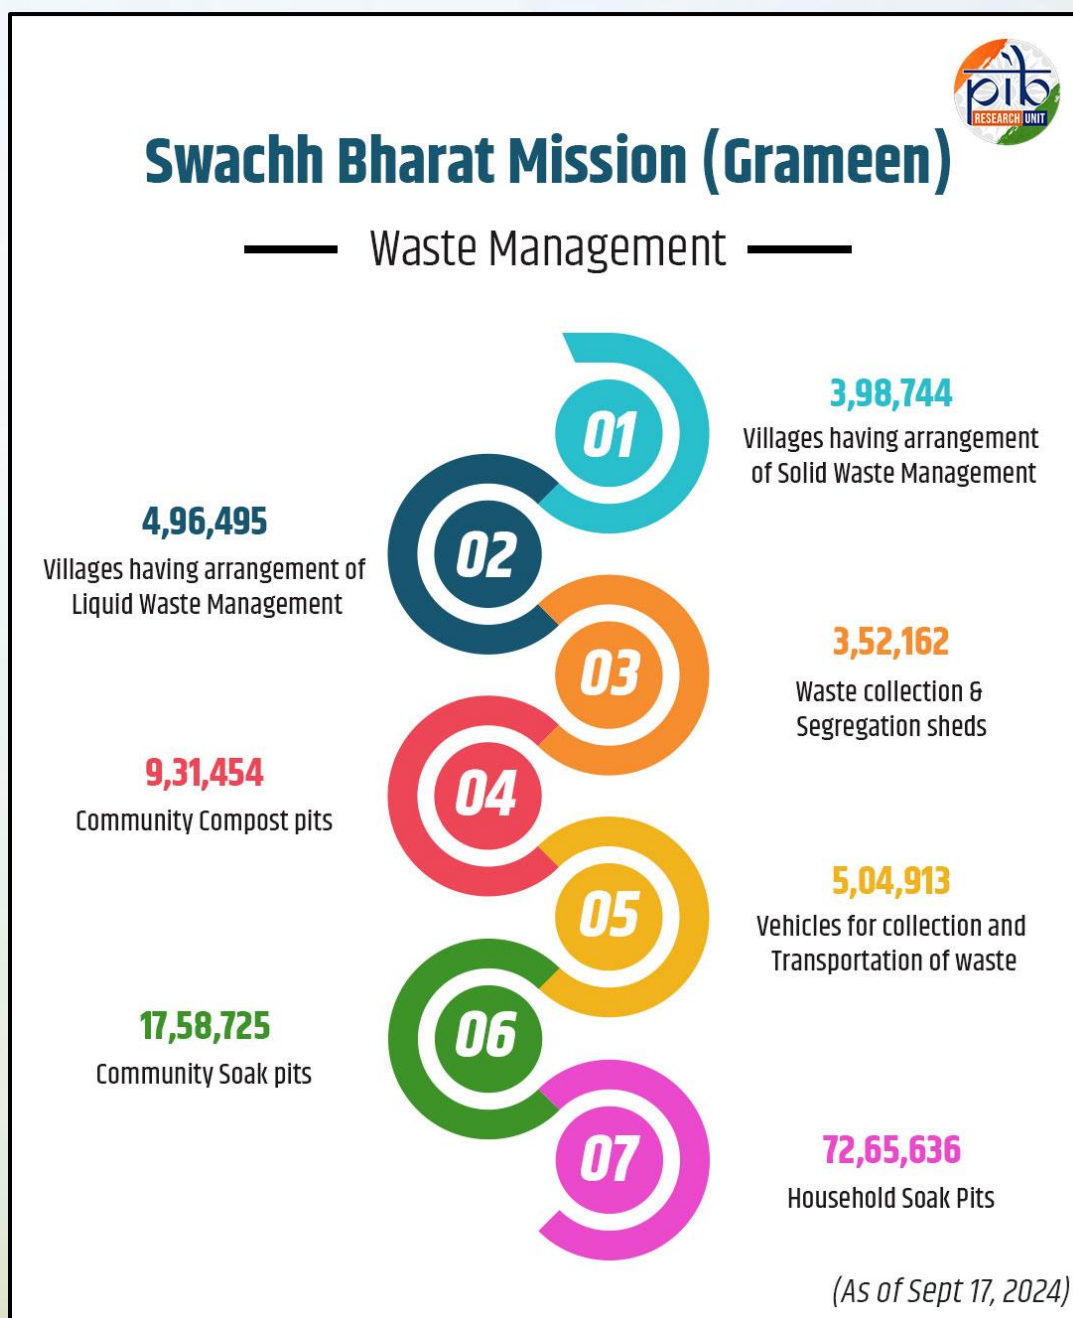 pib
RESEARCH UNIT
Swachh Bharat Mission (Grameen)
Waste Management
01
3,98,744
Villages having arrangement
of Solid Waste Management
02
4,96,495
Villages having arrangement of
Liquid Waste Management
03
3,52,162
Waste collection &
Segregation sheds
04
9,31,454
Community Compost pits
05
5,04,913
Vehicles for collection and
Transportation of waste
06
17,58,725
Community Soak pits
07
72,65,636
Household Soak Pits
(As of Sept 17, 2024)